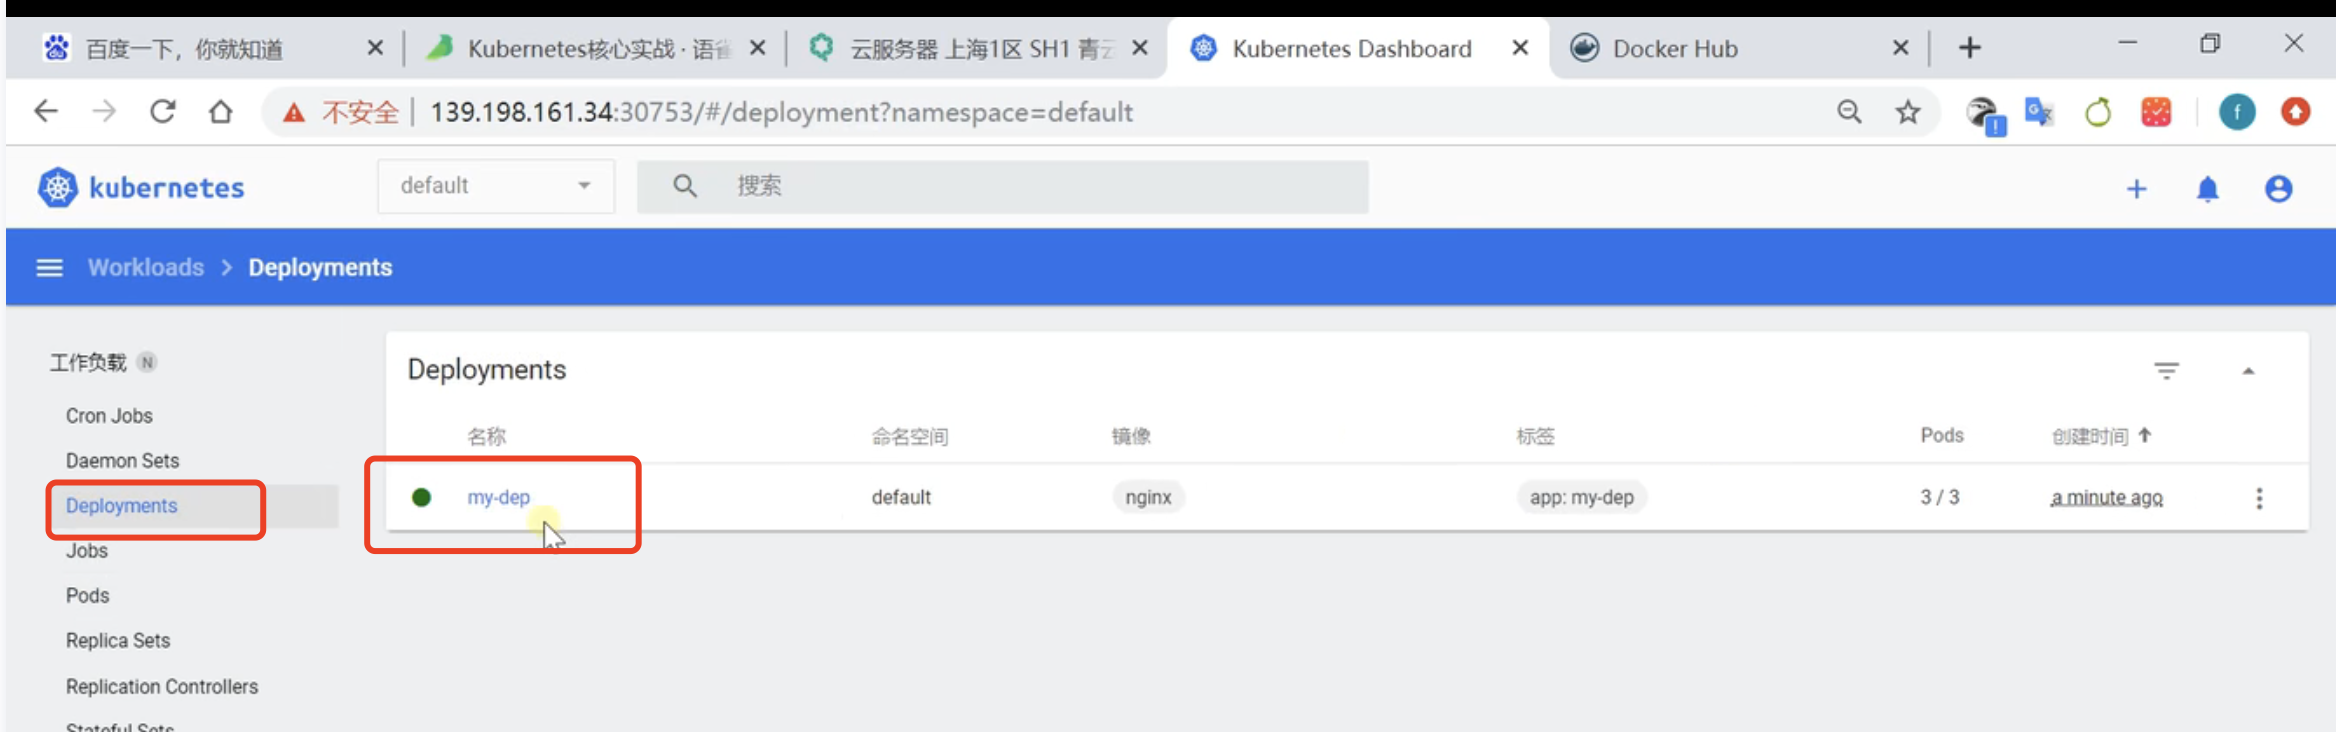 百度一下，你就知道
Kubernetes核心实战 · 语雀
云服务器 上海1区 SH1 青云
Kubernetes Dashboard
Docker Hub
不安全 139.198.161.34:30753/#/deployment?namespace=default
f
kubernetes
default
搜索
Workloads > Deployments
工作负载 N
Cron Jobs
Daemon Sets
Deployments
Jobs
Pods
Replica Sets
Replication Controllers
Stateful Sets
Deployments
名称 命名空间 镜像 标签 Pods 创建时间
my-dep default nginx app: my-dep 3 / 3 a minute ago